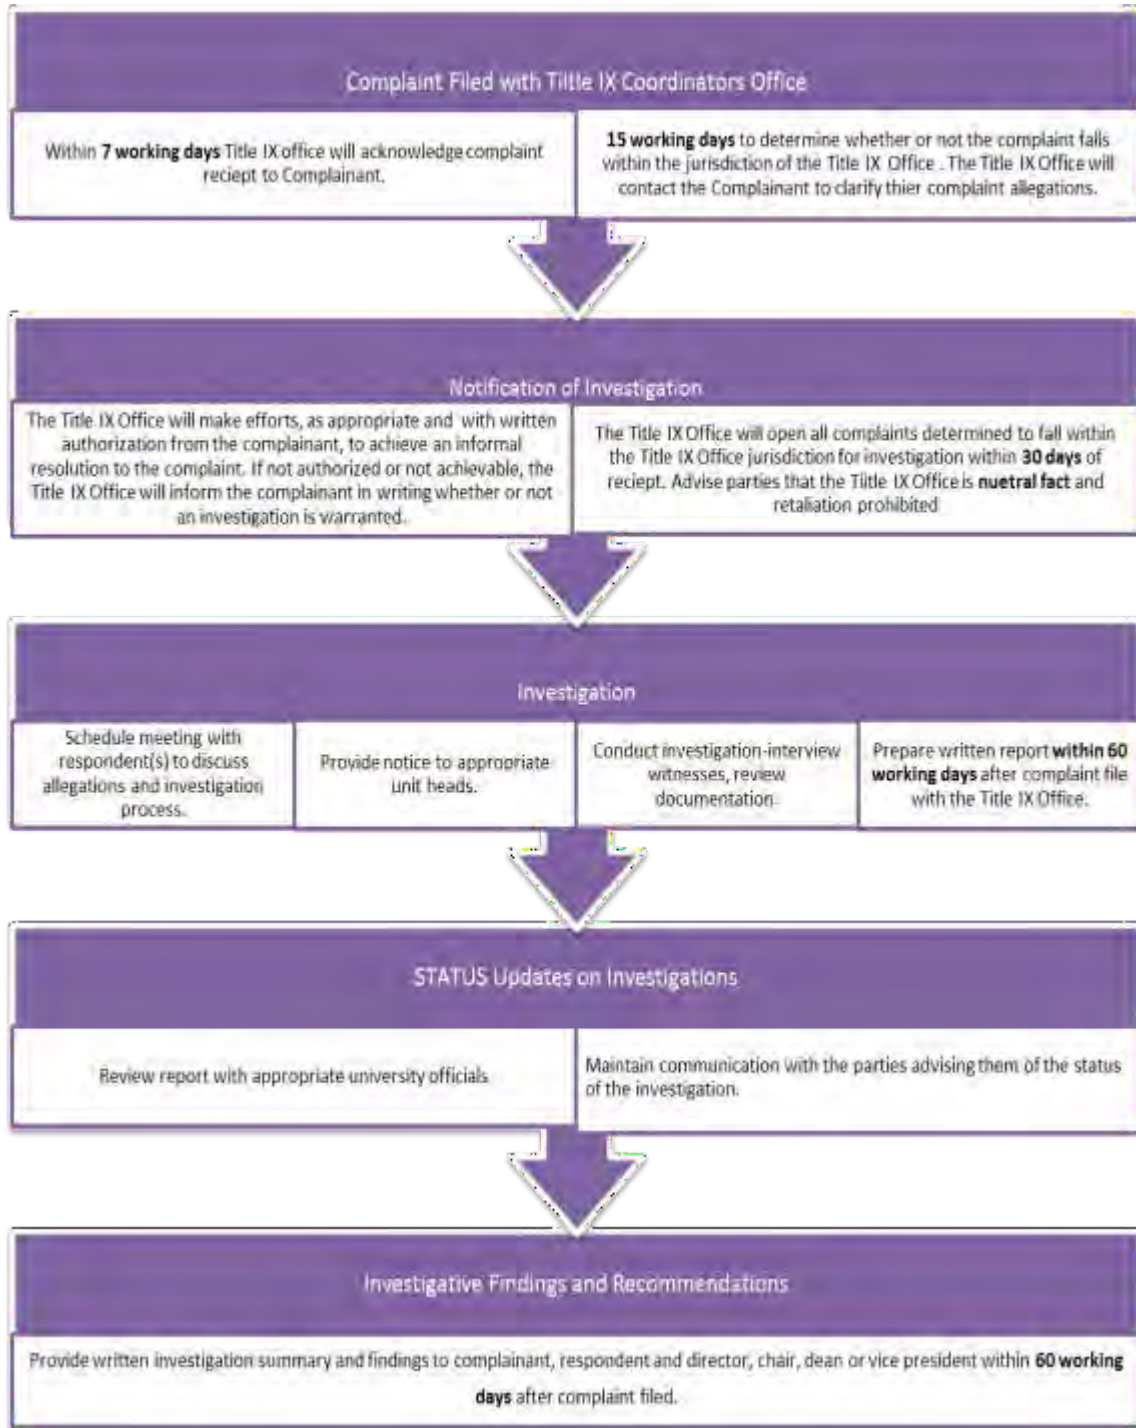 Complaint Filed with Tiltle IX Coordinators Office
Within 7 working days Title IX office will acknowledge complaint
reciept to Complainant.
15 working days to determine whether or not the complaint falls
within the jurisdiction of the Title IX Office . The Title IX Office will
contact the Complainant to clarify thier complaint allegations.
Notification of Investigation
The Title IX Office will make efforts, as appropriate and with written
authorization from the complainant, to achieve an informal
resolution to the complaint. If not authorized or not achievable, the
Title IX Office will inform the complainant in writing whether or not
an investigation is warranted.
The Title IX Office will open all complaints determined to fall within
the Title IX Office jurisdiction for investigation within 30 days of
reciept. Advise parties that the Tiitle IX Office is nuetral fact and
retaliation prohibited
Investigation
Schedule meeting with
respondent(s) to discuss
allegations and investigation
process.
Provide notice to appropriate
unit heads.
Conduct investigation-interview
witnesses, review
documentation.
Prepare written report within 60
working days after complaint file
with the Title IX Office.
STATUS Updates on Investigations
Review report with appropriate university officials
Maintain communication with the parties advising them of the status
of the investigation.
Investigative Findings and Recommendations
Provide written investigation summary and findings to complainant, respondent and director, chair, dean or vice president within 60 working
days after complaint filed.